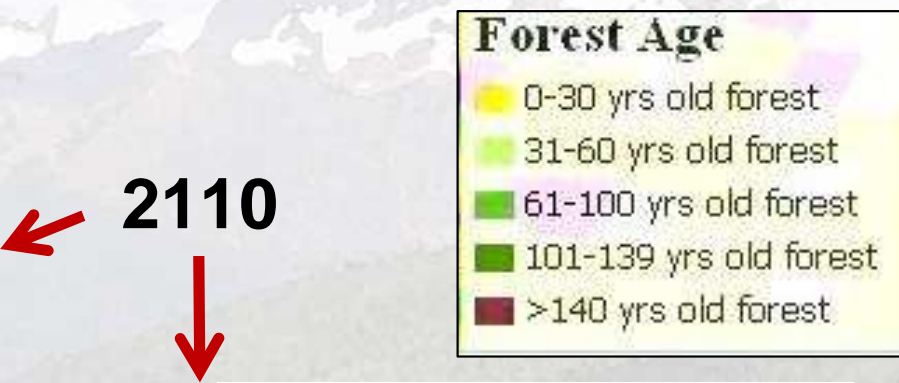 2110
Forest Age
0-30 yrs old forest
31-60 yrs old forest
61-100 yrs old forest
101-139 yrs old forest
>140 yrs old forest